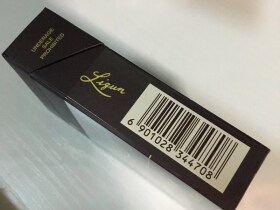 UNDERAGE
SALE
PROHIBITED
Liqun
6 901028 344708